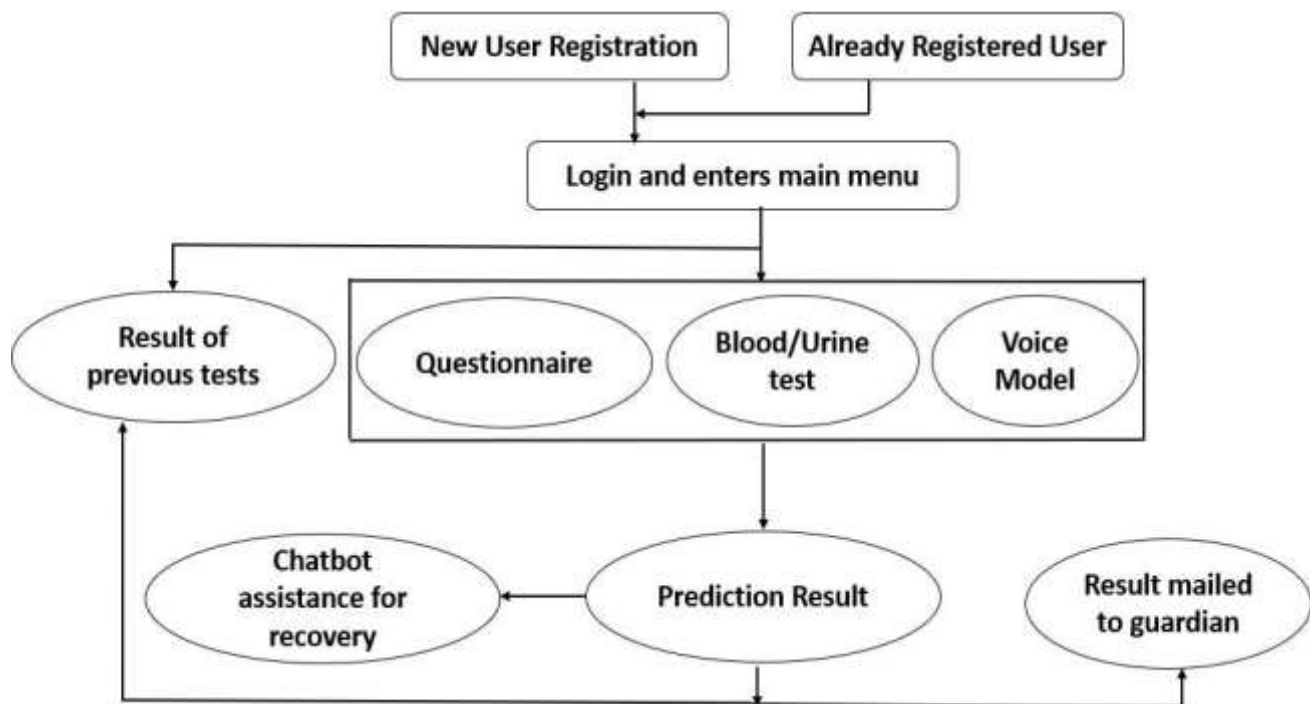 New User Registration
Already Registered User
Login and enters main menu
Result of
previous tests
Questionnaire
Blood/Urine
test
Voice
Model
Chatbot
assistance for
recovery
Prediction Result
Result mailed
to guardian